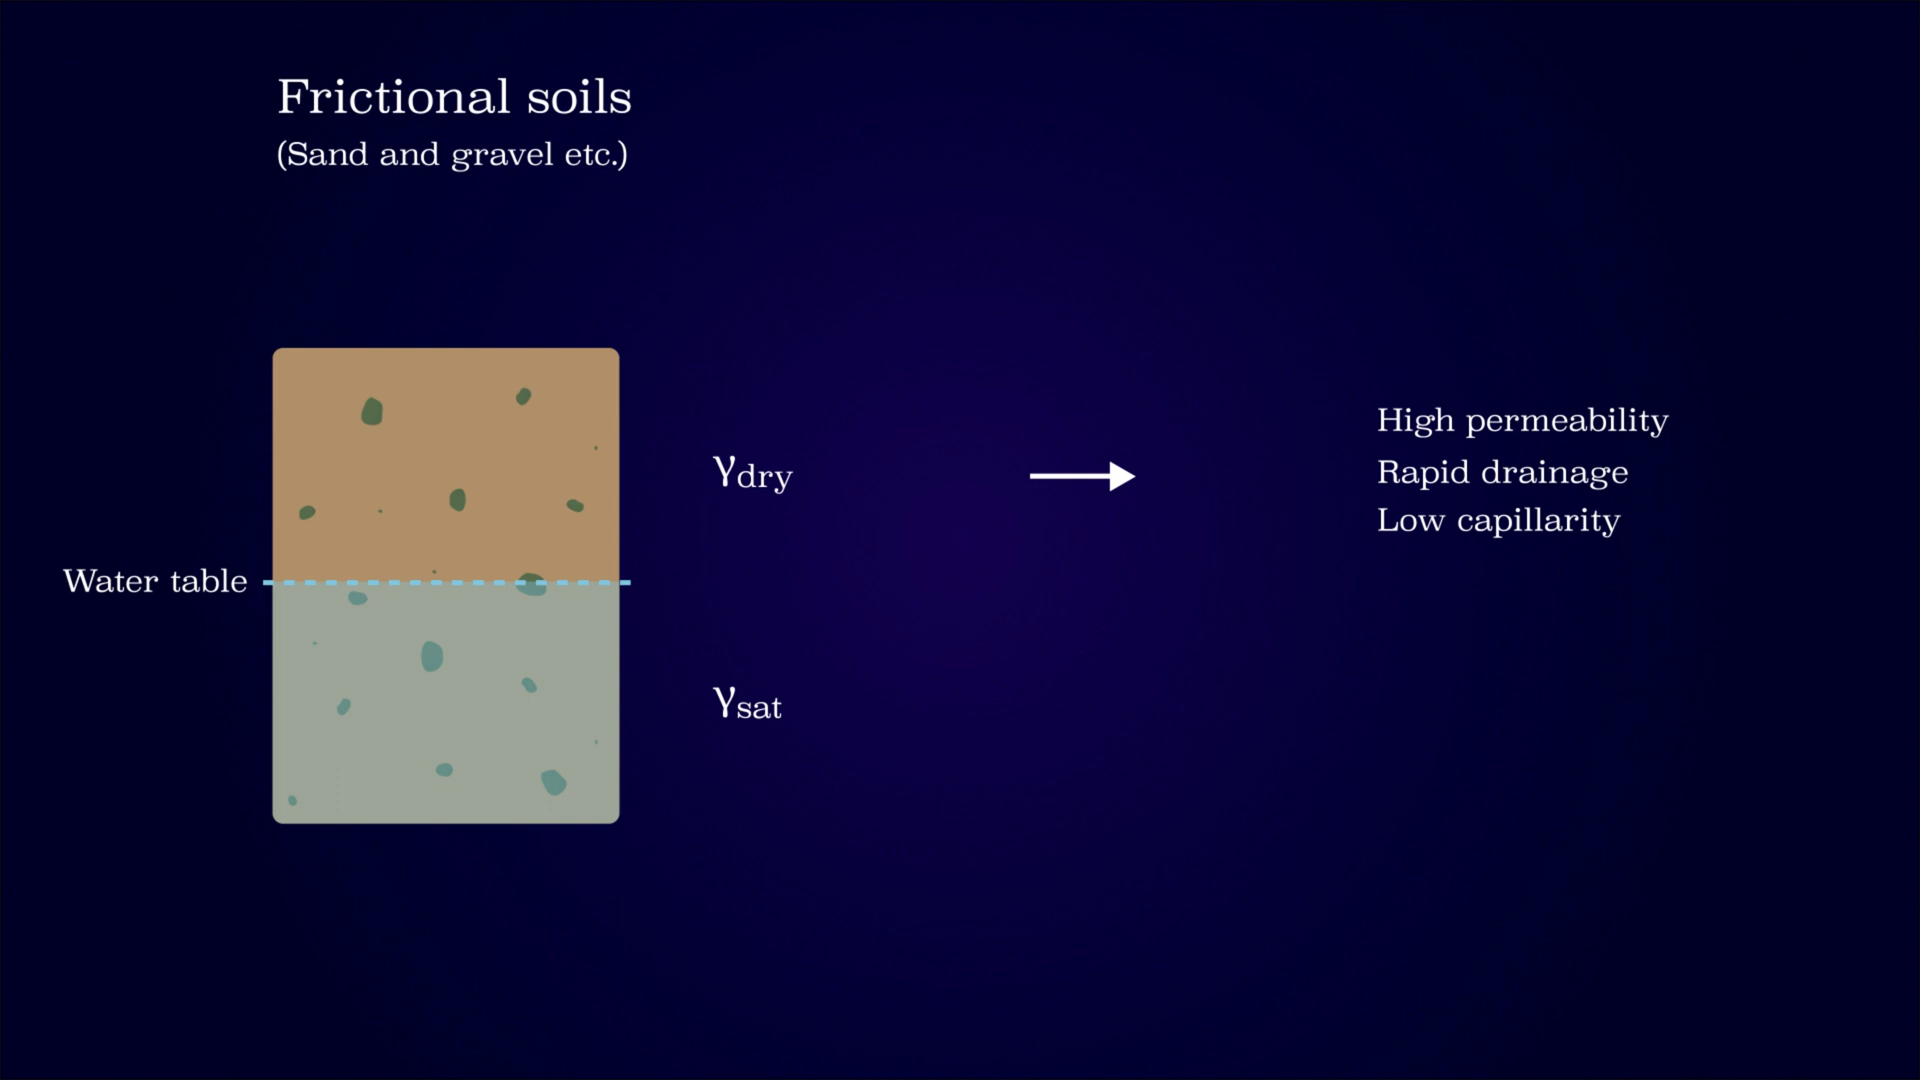 Frictional soils
(Sand and gravel etc.)
High permeability
γdry
Rapid drainage
Low capillarity
Water table
γsat